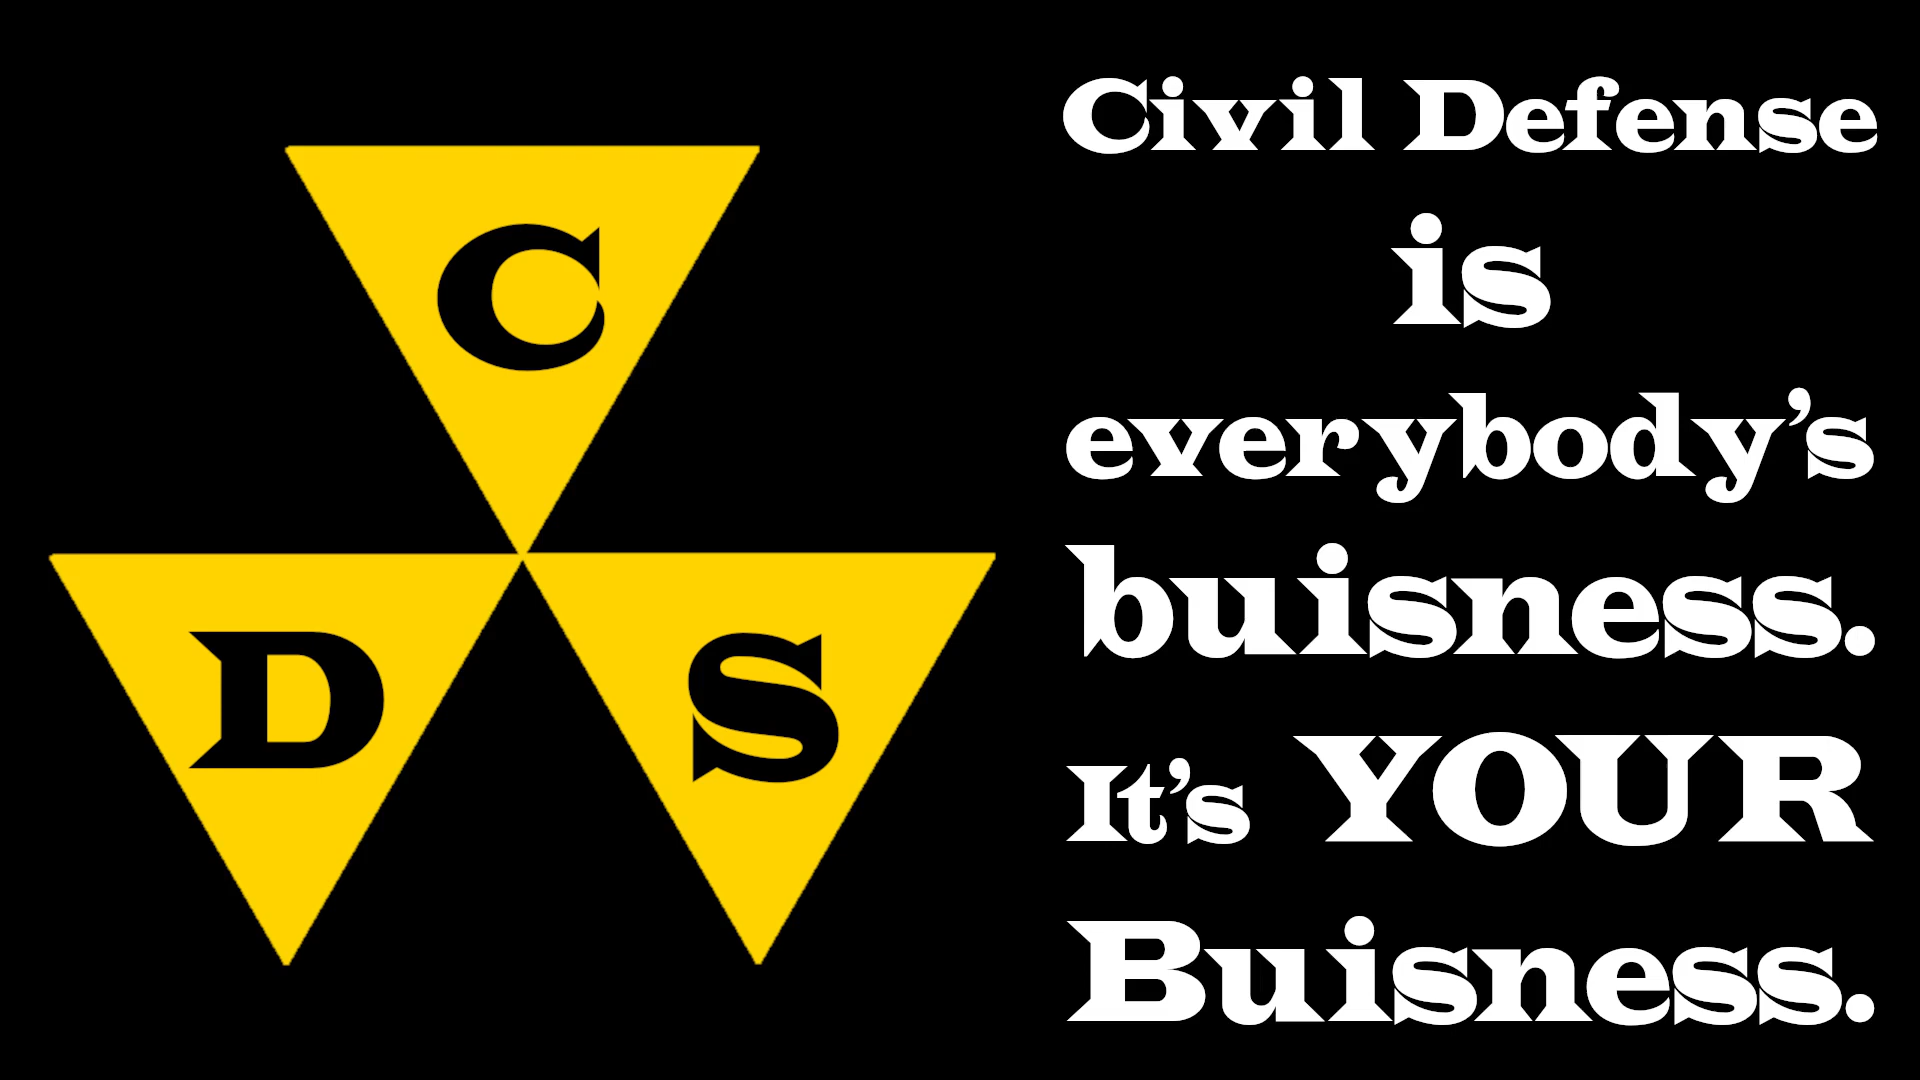 C
D S
Civil Defense
is
everybody's
buisness.
It's YOUR
Buisness.